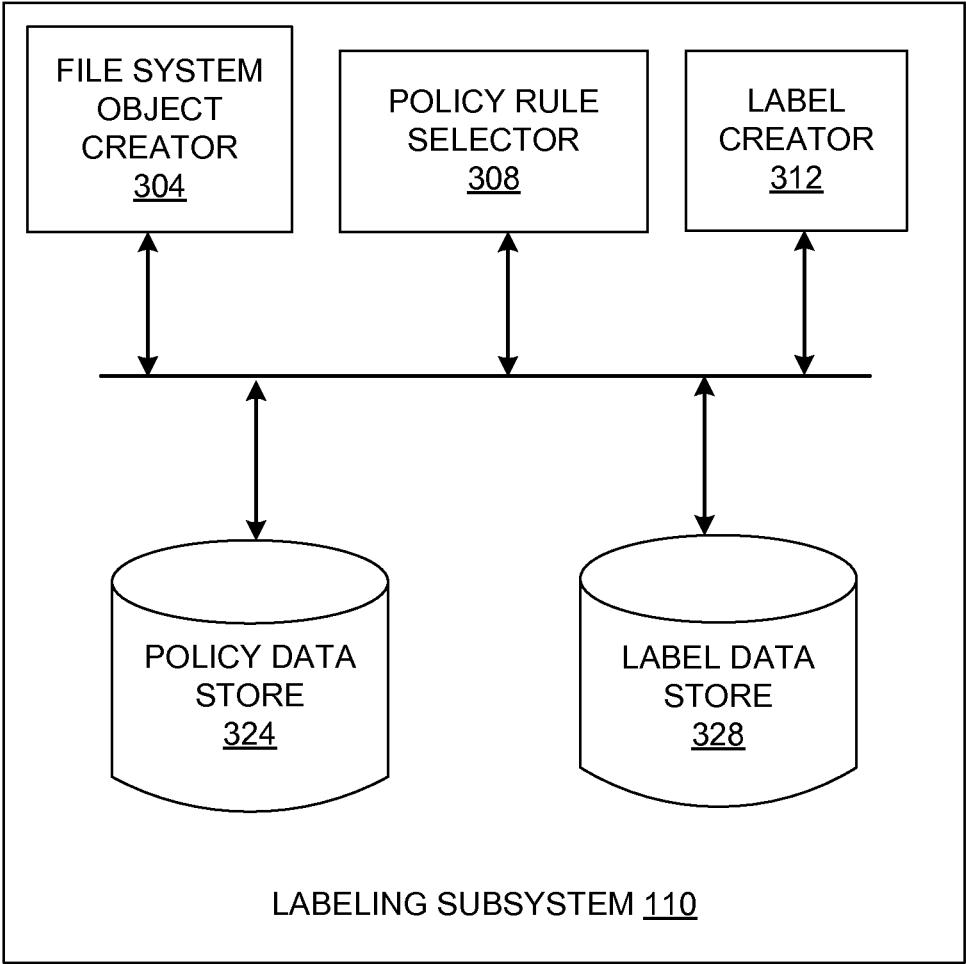 FILE SYSTEM
OBJECT
CREATOR
304
POLICY RULE
SELECTOR
308
LABEL
CREATOR
312
POLICY DATA
STORE
324
LABEL DATA
STORE
328
LABELING SUBSYSTEM 110